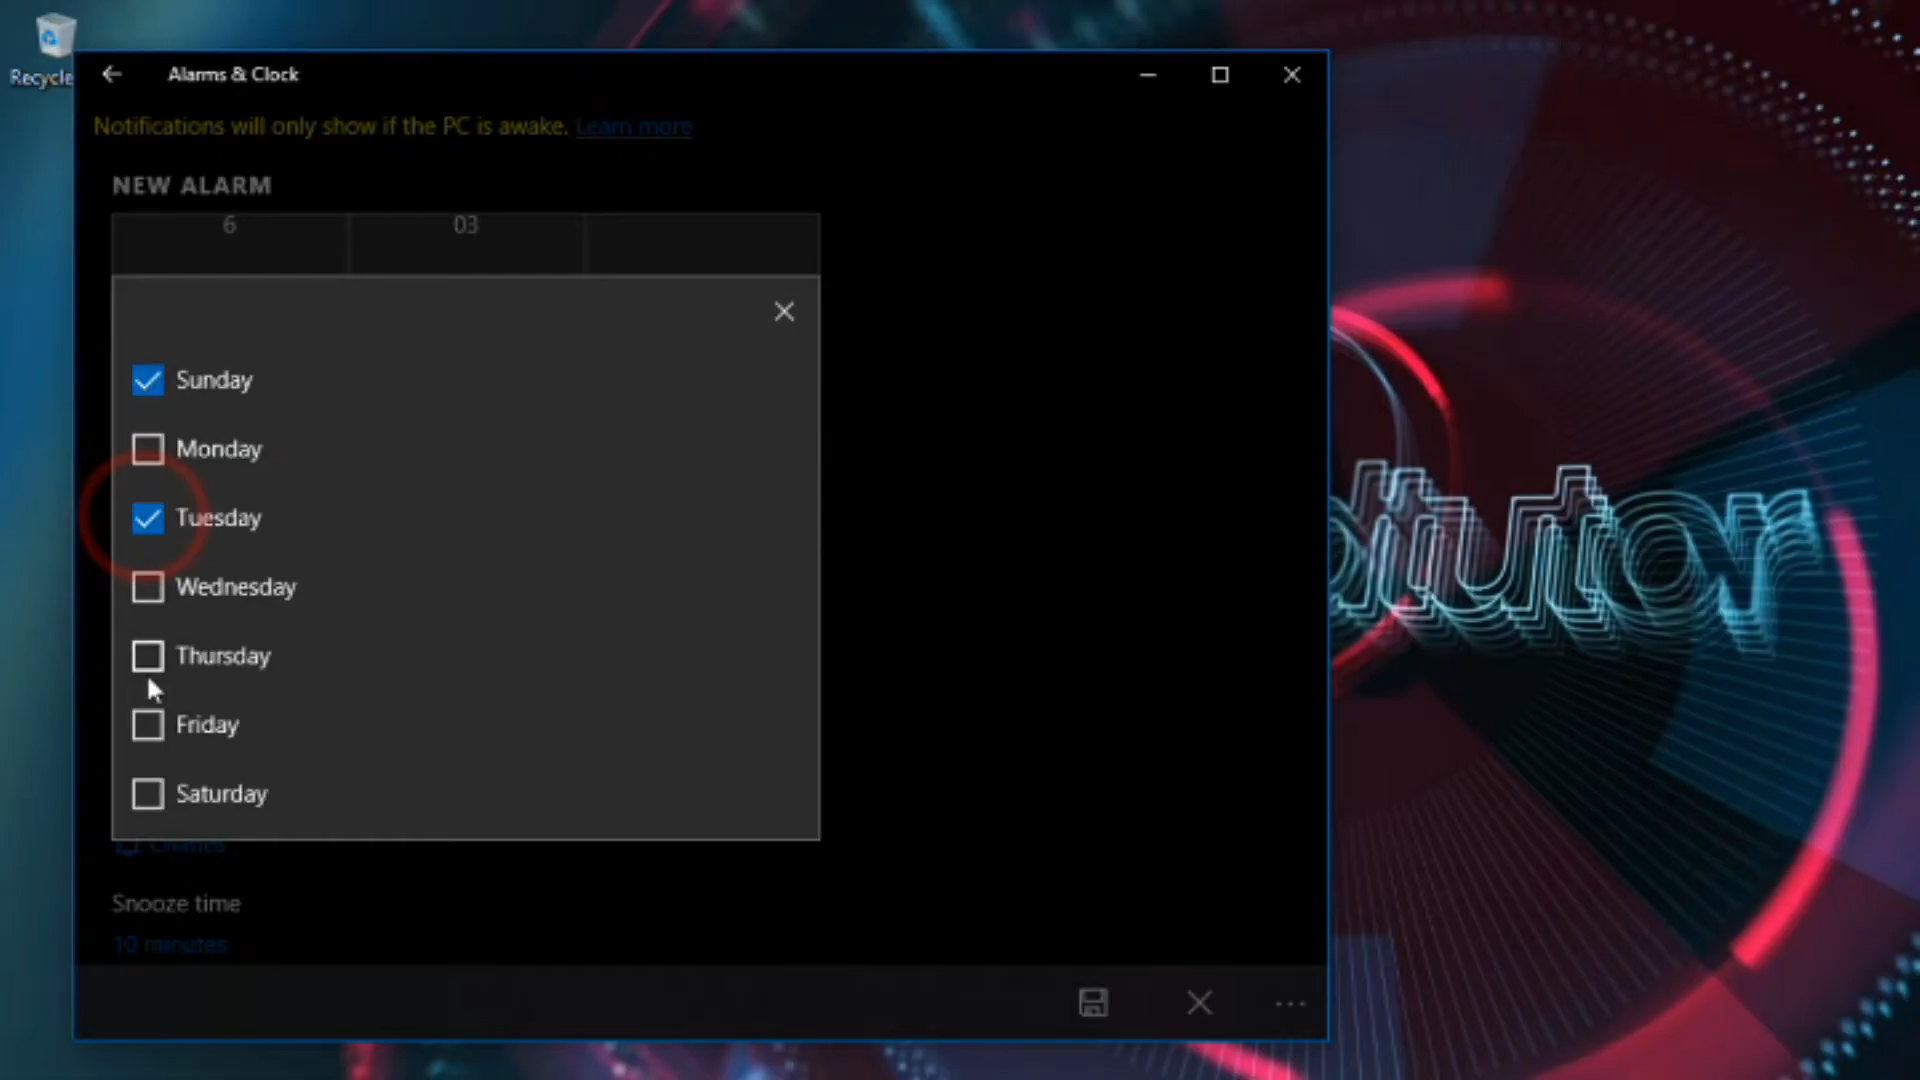 Recycle
Alarms & Clock
Notifications will only show if the PC is awake. Learn more
NEW ALARM
6 03
Sunday
Monday
Tuesday
Wednesday
Thursday
Friday
Saturday
Chimes
Snooze time
10 minutes